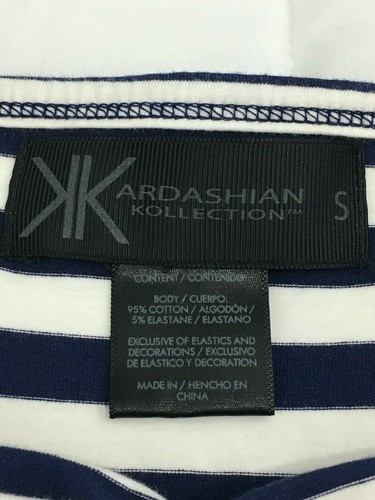 KARDASHIAN
KOLLECTION™ S
CONTENT / CONTENIDO:
BODY / CUERPO:
95% COTTON / ALGODÓN /
5% ELASTANE / ELASTANO
EXCLUSIVE OF ELASTICS AND
DECORATIONS / EXCLUSIVO
DE ELASTICO Y DECORATION
MADE IN / HENCHO EN
CHINA